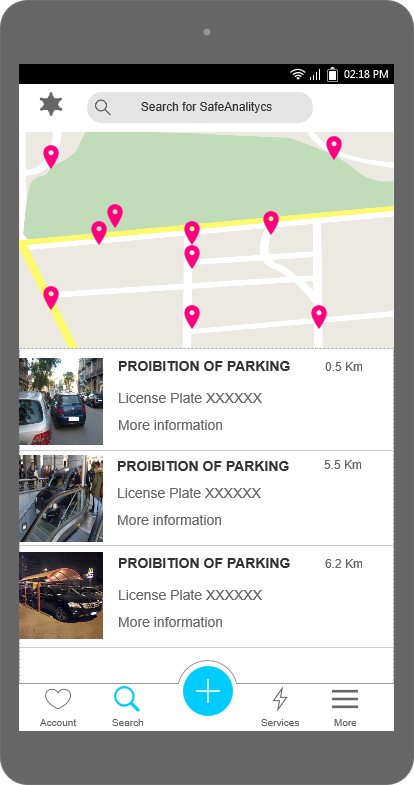 02:18 PM
Search for SafeAnalitycs
PROIBITION OF PARKING 0.5 Km
License Plate XXXXXX
More information
PROIBITION OF PARKING 5.5 Km
License Plate XXXXXX
More information
PROIBITION OF PARKING 6.2 Km
License Plate XXXXXX
More information
Account Search Services More